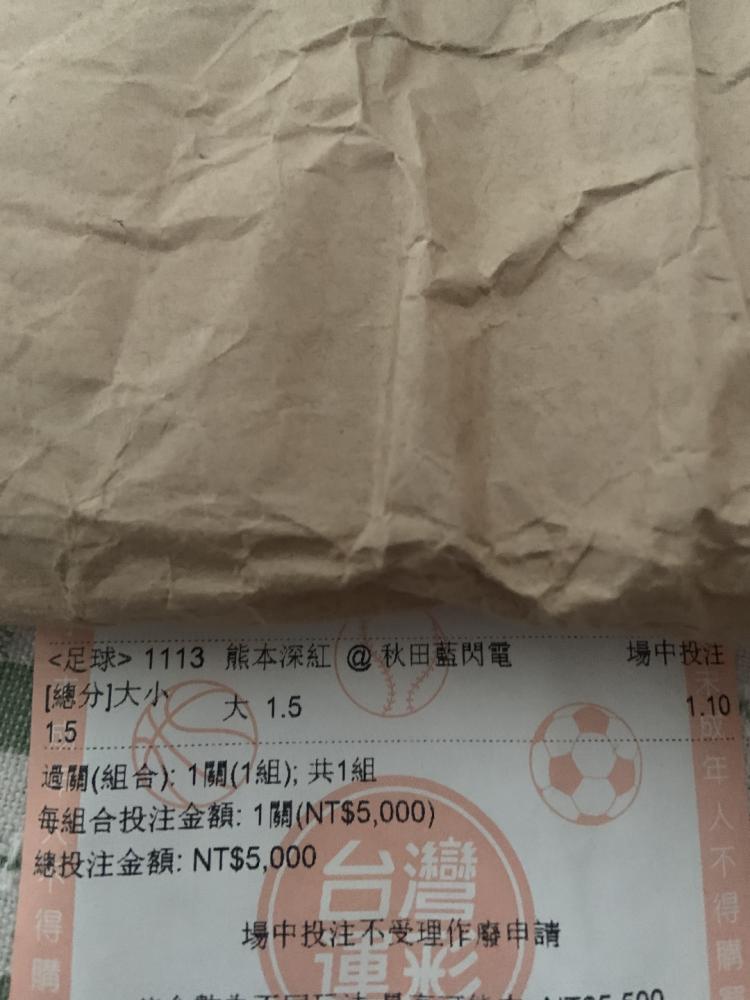 <足球> 1113 熊本深紅 @ 秋田藍閃電 場中投注
[總分]大小 大 1.5 1.10
1.5
過關(組合): 1關(1組); 共1組
每組合投注金額: 1關(NT$5,000)
總投注金額: NT$5,000
台灣
運彩
場中投注不受理作廢申請
未成年人不得購
得購